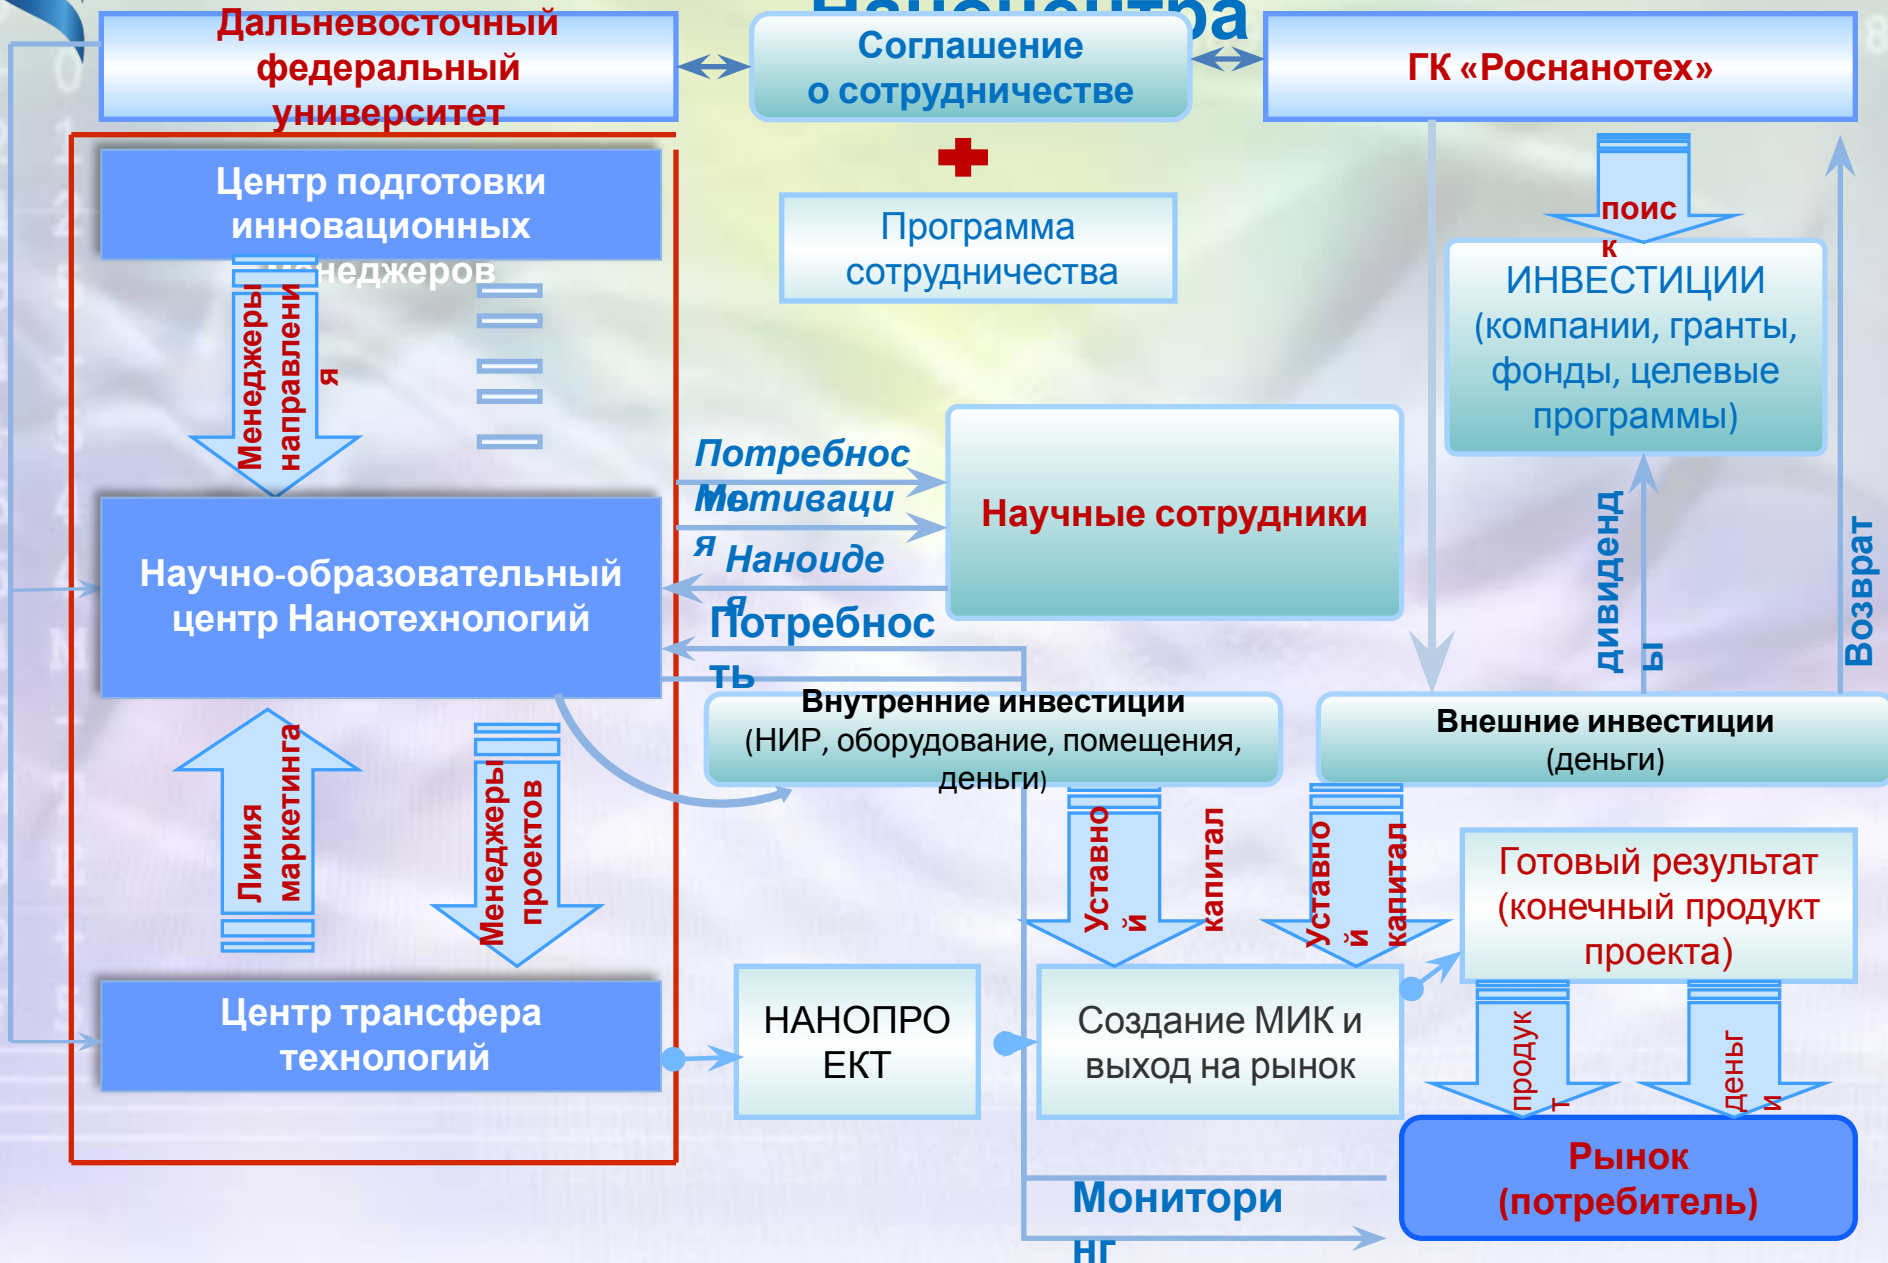 Наноцентра
Дальневосточный
федеральный
университет
Соглашение
о сотрудничестве
ГК «Роснанотех»
Центр подготовки
инновационных
менеджеров
Программа
сотрудничества
поис
к
ИНВЕСТИЦИИ
(компании, гранты,
фонды, целевые
программы)
Менеджеры
направлени
я
Потребнос
ть
Мотиваци
я
Наноиде
я
Научные сотрудники
Научно-образовательный
центр Нанотехнологий
Потребнос
ть
дивиденд
ы
Возврат
Внутренние инвестиции
(НИР, оборудование, помещения,
деньги)
Внешние инвестиции
(деньги)
Линия
маркетинга
Менеджеры
проектов
Уставно
й
капитал
Уставно
й
капитал
Готовый результат
(конечный продукт
проекта)
Центр трансфера
технологий
НАНОПРО
ЕКТ
Создание МИК и
выход на рынок
продук
т
деньг
и
Рынок
(потребитель)
Монитори
нг